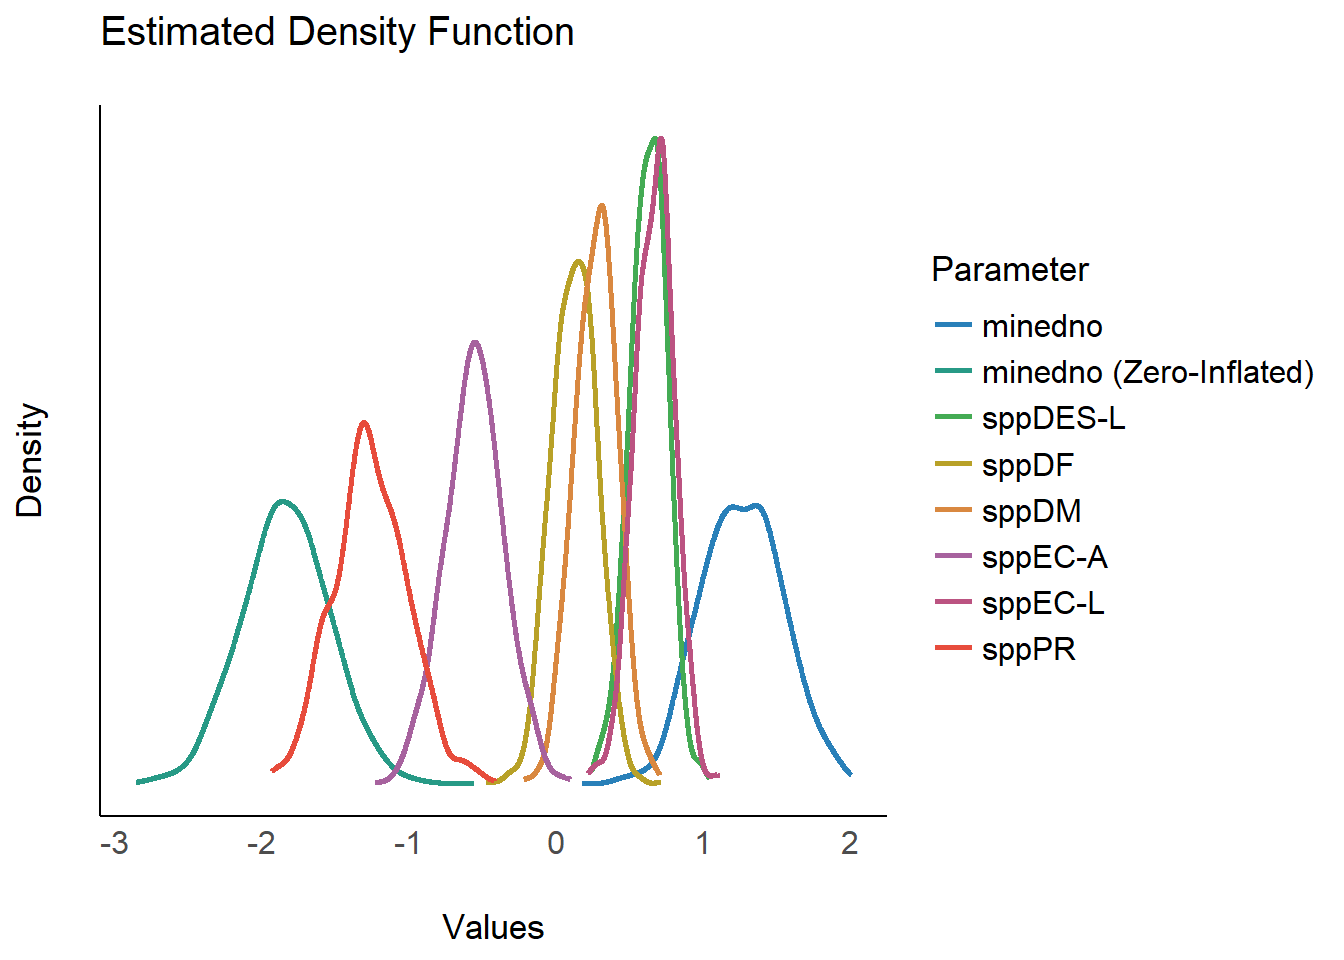 Estimated Density Function
Density
-3 -2 -1 0 1 2
Values
Parameter
minedno
minedno (Zero-Inflated)
sppDES-L
sppDF
sppDM
sppEC-A
sppEC-L
sppPR